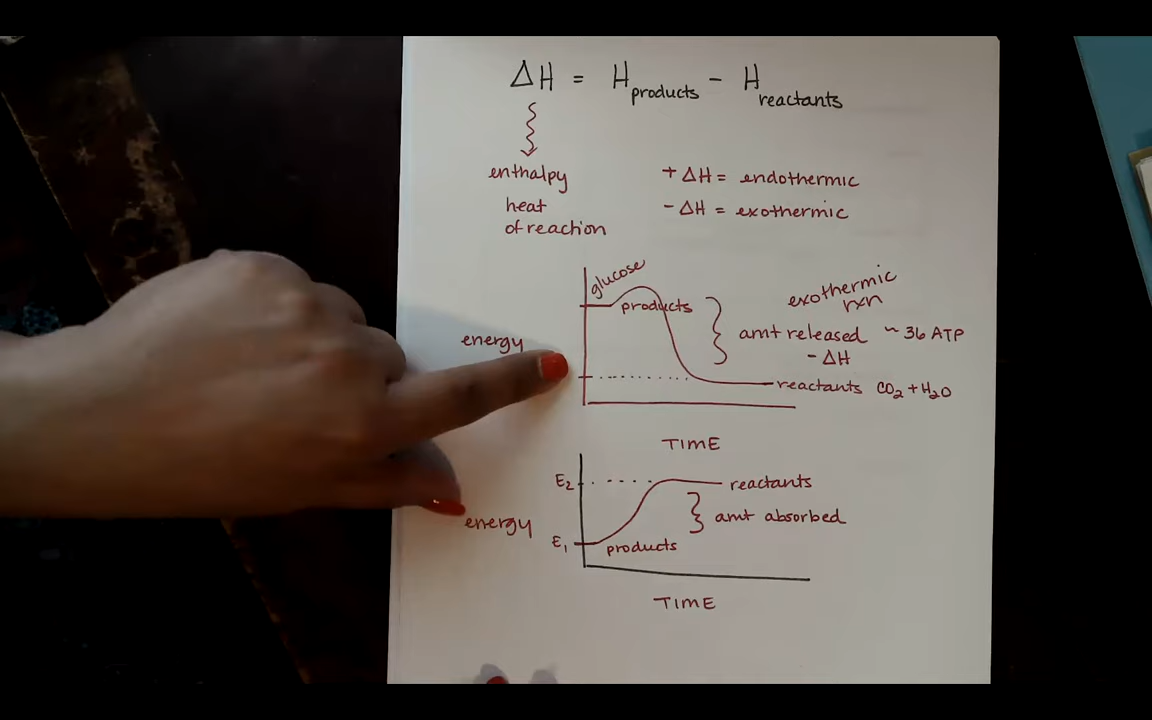 ΔH = H products - H reactants
enthalpy
heat
of reaction
+ ΔH = endothermic
- ΔH = exothermic
glucose
products
energy
exothermic
rxn
amt released ~ 36 ATP
- ΔH
reactants CO₂ + H₂O
TIME
E₂
reactants
amt absorbed
energy
E₁
products
TIME